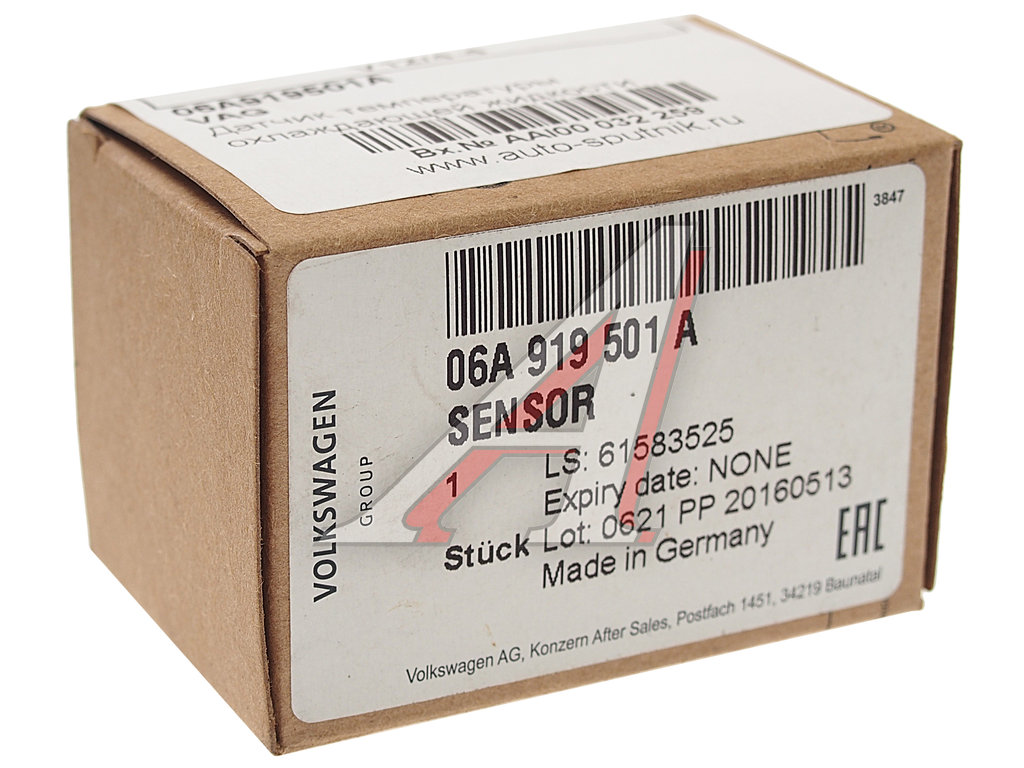 06A919501A
VAG
Датчик температуры
охлаждающей жидкости
Вх.№ AAI00 032 259
www.auto-sputnik.ru
3847
06A 919 501 A
SENSOR
1
Stück
LS: 61583525
Expiry date: NONE
Lot: 0621 PP 20160513
Made in Germany
EAC
VOLKSWAGEN
GROUP
Volkswagen AG, Konzern After Sales, Postfach 1451, 34219 Baunatal